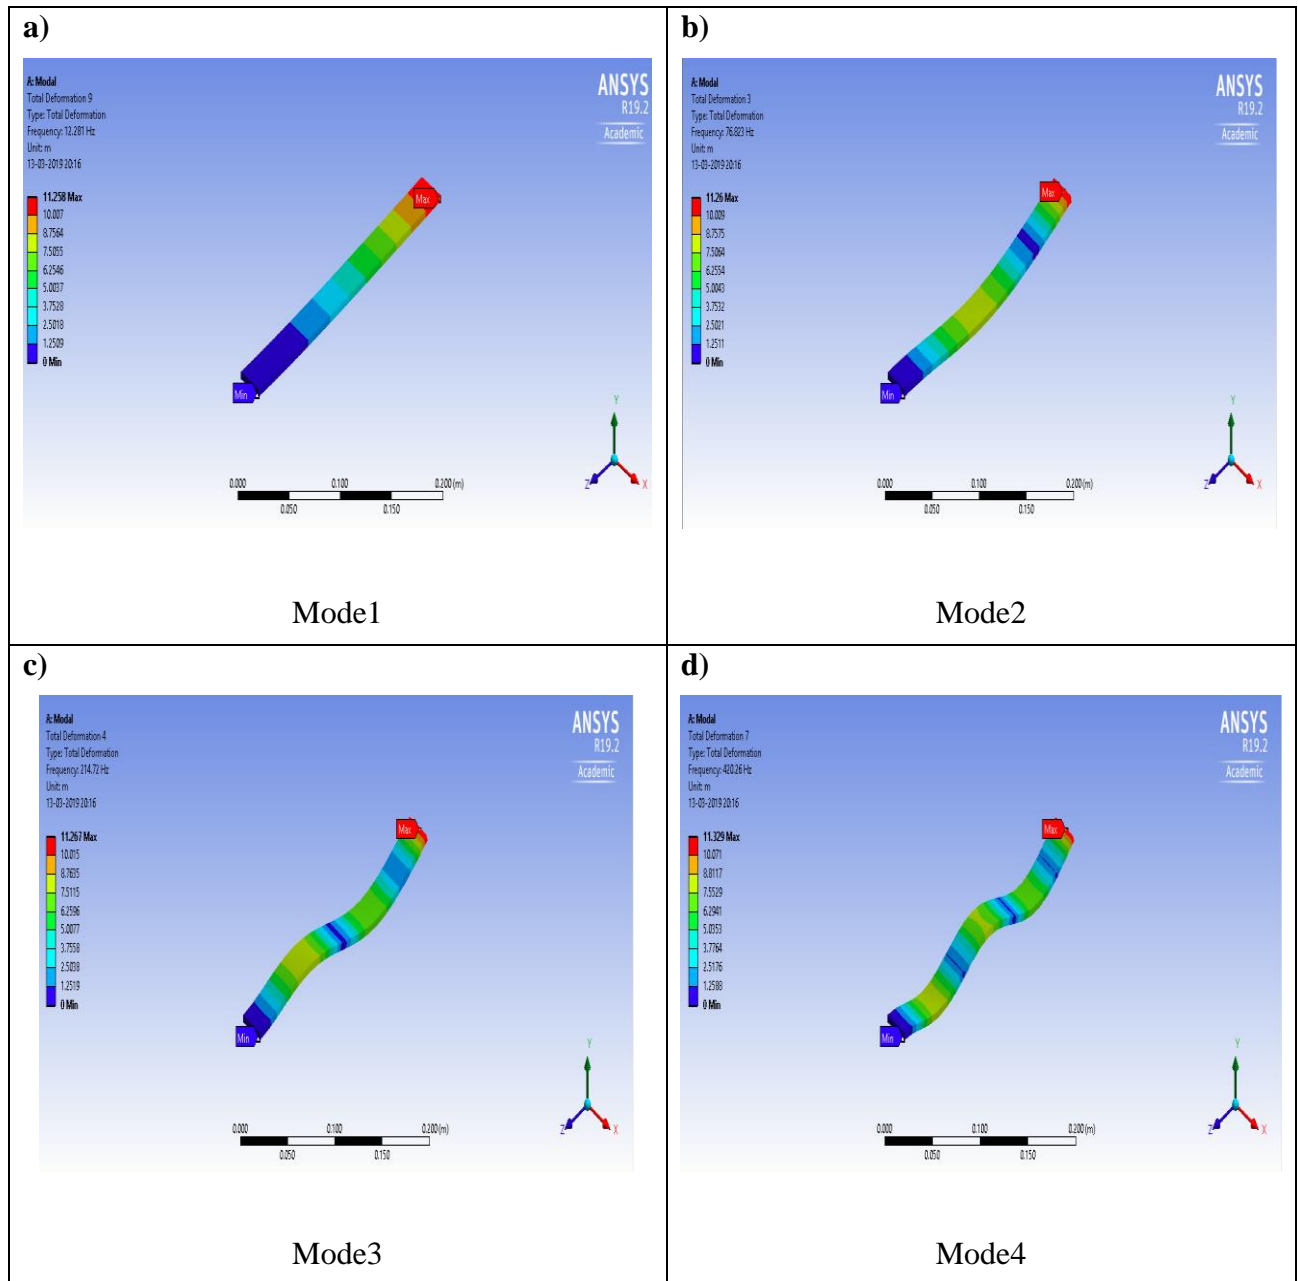 a)
A: Modal
Total Deformation 9
Type: Total Deformation
Frequency: 12.281 Hz
Unit: m
13-03-2019 20:16
ANSYS
R19.2
Academic
11.258 Max
10.007
8.7564
7.5055
6.2546
5.0037
3.7528
2.5018
1.2509
0 Min
Max
Min
Y
Z
X
0.000 0.100 0.200 (m)
0.050 0.150
Mode1
b)
A: Modal
Total Deformation 3
Type: Total Deformation
Frequency: 76.823 Hz
Unit: m
13-03-2019 20:16
ANSYS
R19.2
Academic
11.26 Max
10.009
8.7575
7.5064
6.2554
5.0043
3.7532
2.5021
1.2511
0 Min
Max
Min
Y
Z
X
0.000 0.100 0.200 (m)
0.050 0.150
Mode2
c)
A: Modal
Total Deformation 4
Type: Total Deformation
Frequency: 214.72 Hz
Unit: m
13-03-2019 20:16
ANSYS
R19.2
Academic
11.267 Max
10.015
8.7635
7.5115
6.2596
5.0077
3.7558
2.5038
1.2519
0 Min
Max
Min
Y
Z
X
0.000 0.100 0.200 (m)
0.050 0.150
Mode3
d)
A: Modal
Total Deformation 7
Type: Total Deformation
Frequency: 420.26 Hz
Unit: m
13-03-2019 20:16
ANSYS
R19.2
Academic
11.329 Max
10.071
8.8117
7.5529
6.2941
5.0353
3.7764
2.5176
1.2588
0 Min
Max
Min
Y
Z
X
0.000 0.100 0.200 (m)
0.050 0.150
Mode4